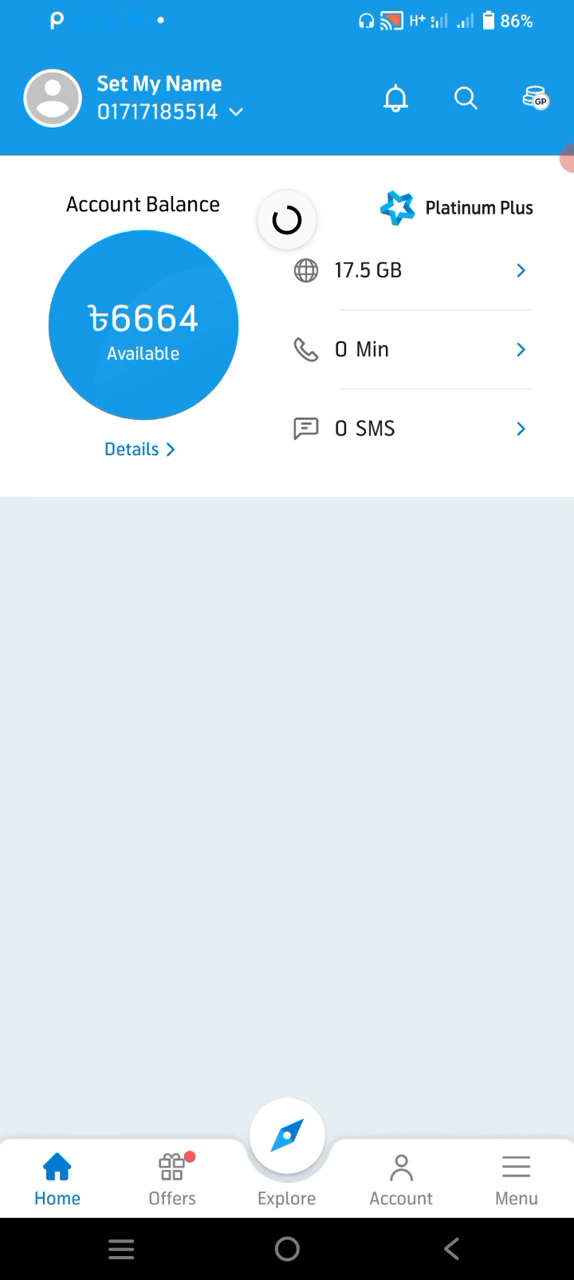 86%
H+
Set My Name
01717185514
GP
Account Balance
Platinum Plus
৳6664
Available
Details
17.5 GB
0 Min
0 SMS
Home
Offers
Explore
Account
Menu